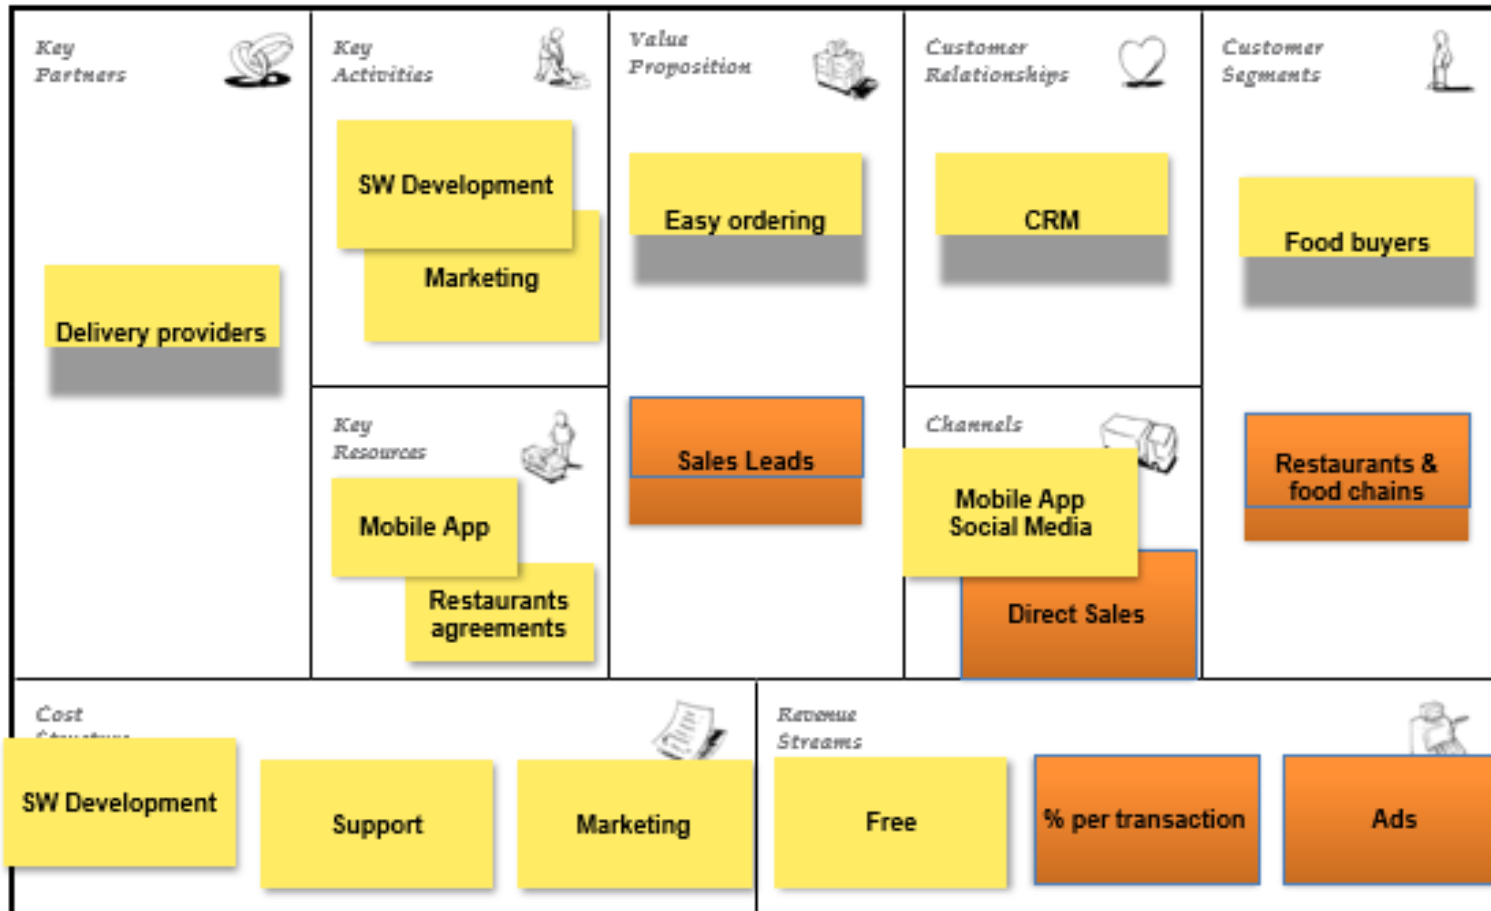 Key
Partners
Delivery providers
Key
Activities
SW Development
Marketing
Key
Resources
Mobile App
Restaurants
agreements
Value
Proposition
Easy ordering
Sales Leads
Customer
Relationships
CRM
Channels
Mobile App
Social Media
Direct Sales
Customer
Segments
Food buyers
Restaurants &
food chains
Cost
Structure
SW Development
Support
Marketing
Revenue
Streams
Free
% per transaction
Ads